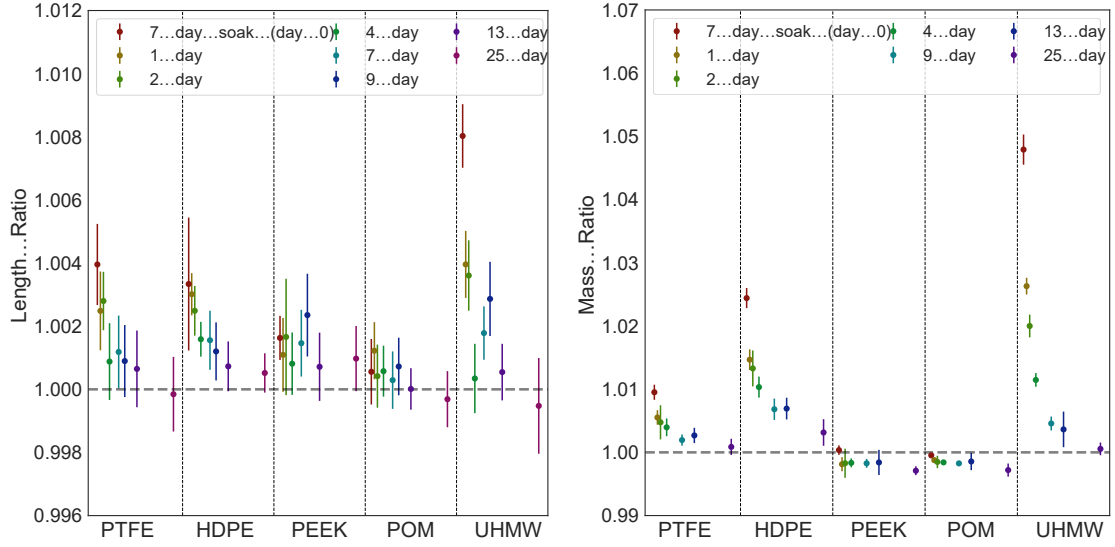 1.012
1.010
1.008
1.006
1.004
1.002
1.000
0.998
0.996
Length...Ratio
7...day...soak...(day...0)
1...day
2...day
4...day
7...day
9...day
13...day
25...day
PTFE HDPE PEEK POM UHMW
1.07
1.06
1.05
1.04
1.03
1.02
1.01
1.00
0.99
Mass...Ratio
7...day...soak...(day...0)
1...day
2...day
4...day
9...day
13...day
25...day
PTFE HDPE PEEK POM UHMW